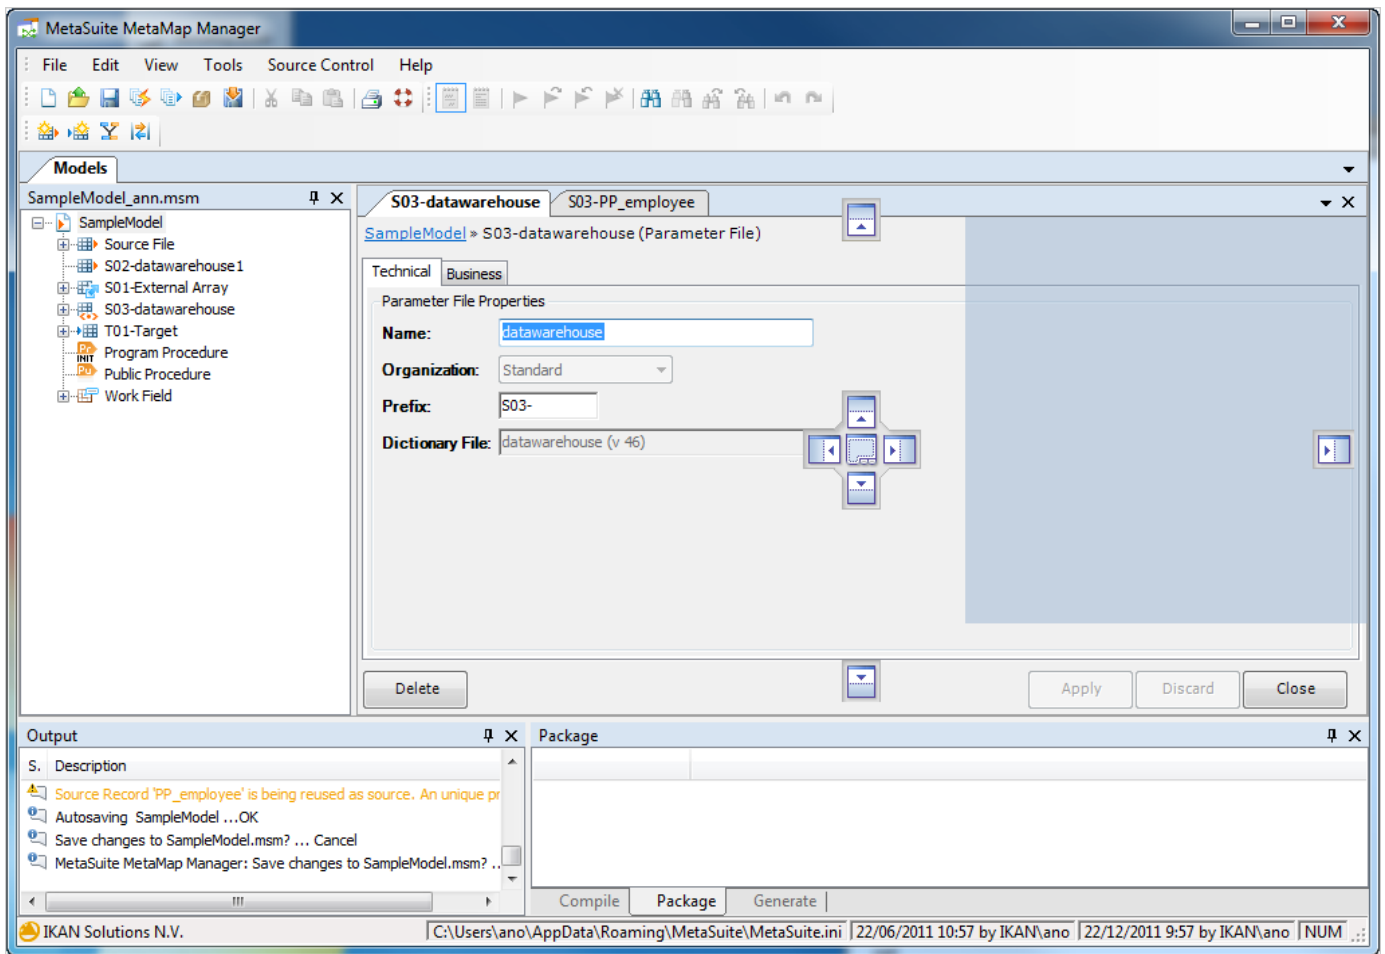 MetaSuite MetaMap Manager
File Edit View Tools Source Control Help
Models
SampleModel_ann.msm
SampleModel
Source File
S02-datawarehouse1
S01-External Array
S03-datawarehouse
T01-Target
Program Procedure
Public Procedure
Work Field
S03-datawarehouse S03-PP_employee
SampleModel » S03-datawarehouse (Parameter File)
Technical Business
Parameter File Properties
Name: datawarehouse
Organization: Standard
Prefix: S03-
Dictionary File: datawarehouse (v 46)
Delete Apply Discard Close
Output
S. Description
Source Record 'PP_employee' is being reused as source. An unique pr
Autosaving SampleModel ...OK
Save changes to SampleModel.msm? ... Cancel
MetaSuite MetaMap Manager: Save changes to SampleModel.msm? ..
Package
Compile Package Generate
IKAN Solutions N.V. C:\Users\ano\AppData\Roaming\MetaSuite\MetaSuite.ini 22/06/2011 10:57 by IKAN\ano 22/12/2011 9:57 by IKAN\ano NUM